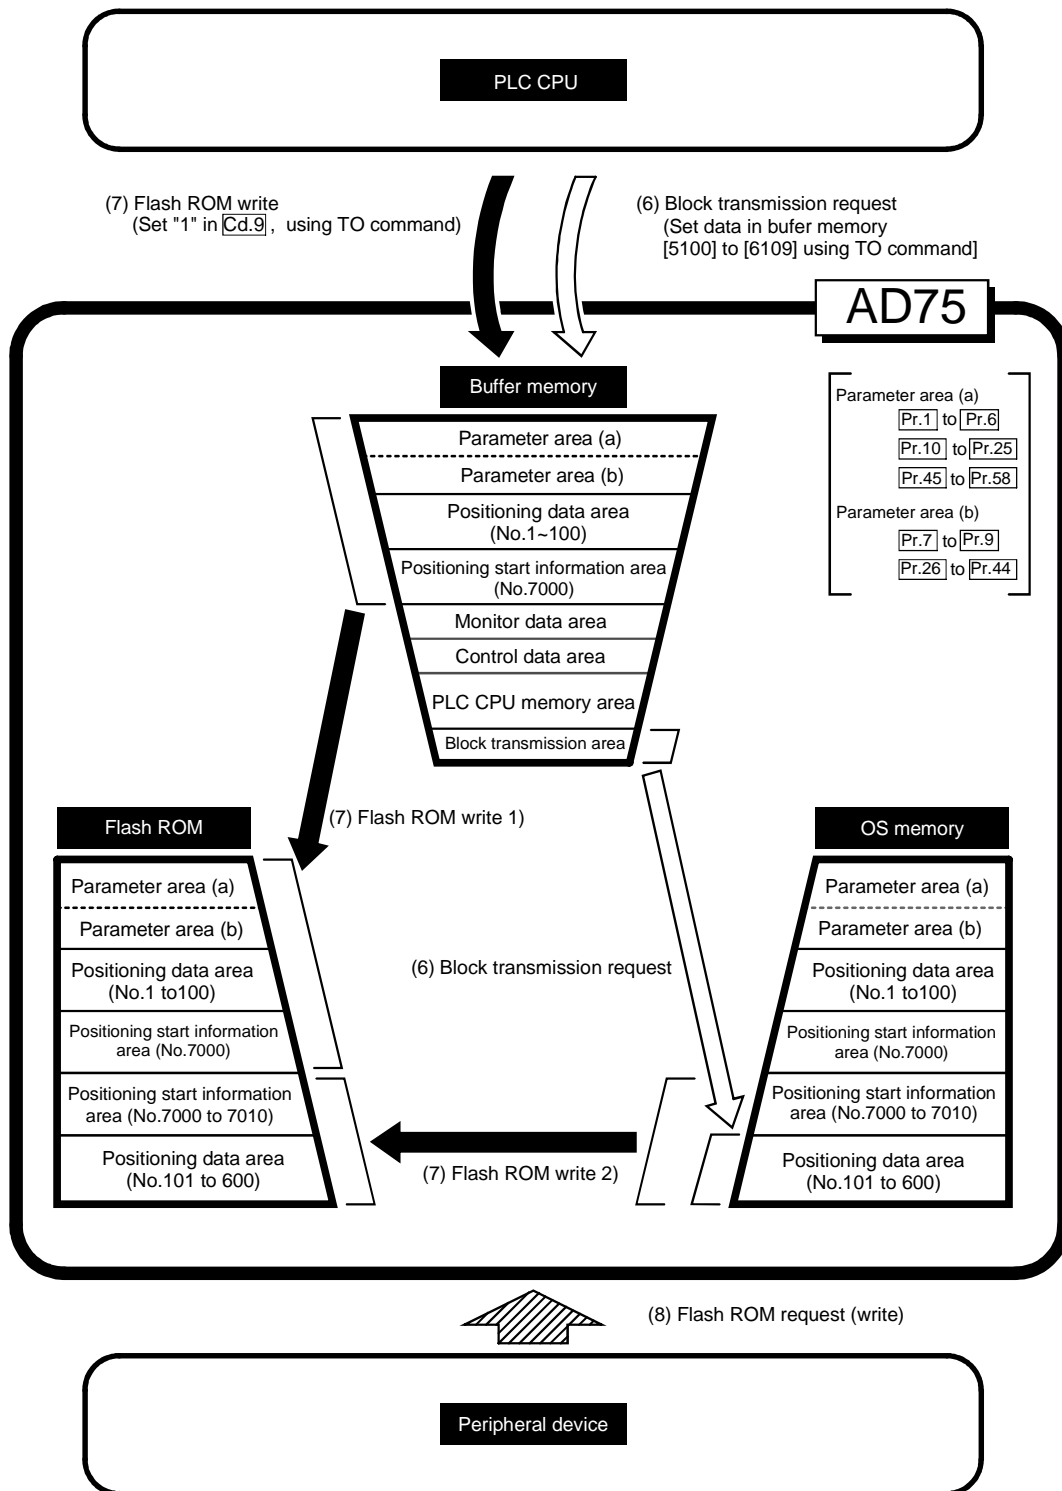 PLC CPU
(7) Flash ROM write
(Set "1" in Cd.9 , using TO command)
(6) Block transmission request
(Set data in bufer memory
[5100] to [6109] using TO command]
AD75
Buffer memory
Parameter area (a)
Parameter area (b)
Positioning data area
(No.1~100)
Positioning start information area
(No.7000)
Monitor data area
Control data area
PLC CPU memory area
Block transmission area
Parameter area (a)
Pr.1 to Pr.6
Pr.10 to Pr.25
Pr.45 to Pr.58
Parameter area (b)
Pr.7 to Pr.9
Pr.26 to Pr.44
(7) Flash ROM write 1)
Flash ROM
Parameter area (a)
Parameter area (b)
Positioning data area
(No.1 to100)
Positioning start information
area (No.7000)
Positioning start information
area (No.7000 to 7010)
Positioning data area
(No.101 to 600)
(6) Block transmission request
(7) Flash ROM write 2)
OS memory
Parameter area (a)
Parameter area (b)
Positioning data area
(No.1 to100)
Positioning start information
area (No.7000)
Positioning start information
area (No.7000 to 7010)
Positioning data area
(No.101 to 600)
(8) Flash ROM request (write)
Peripheral device